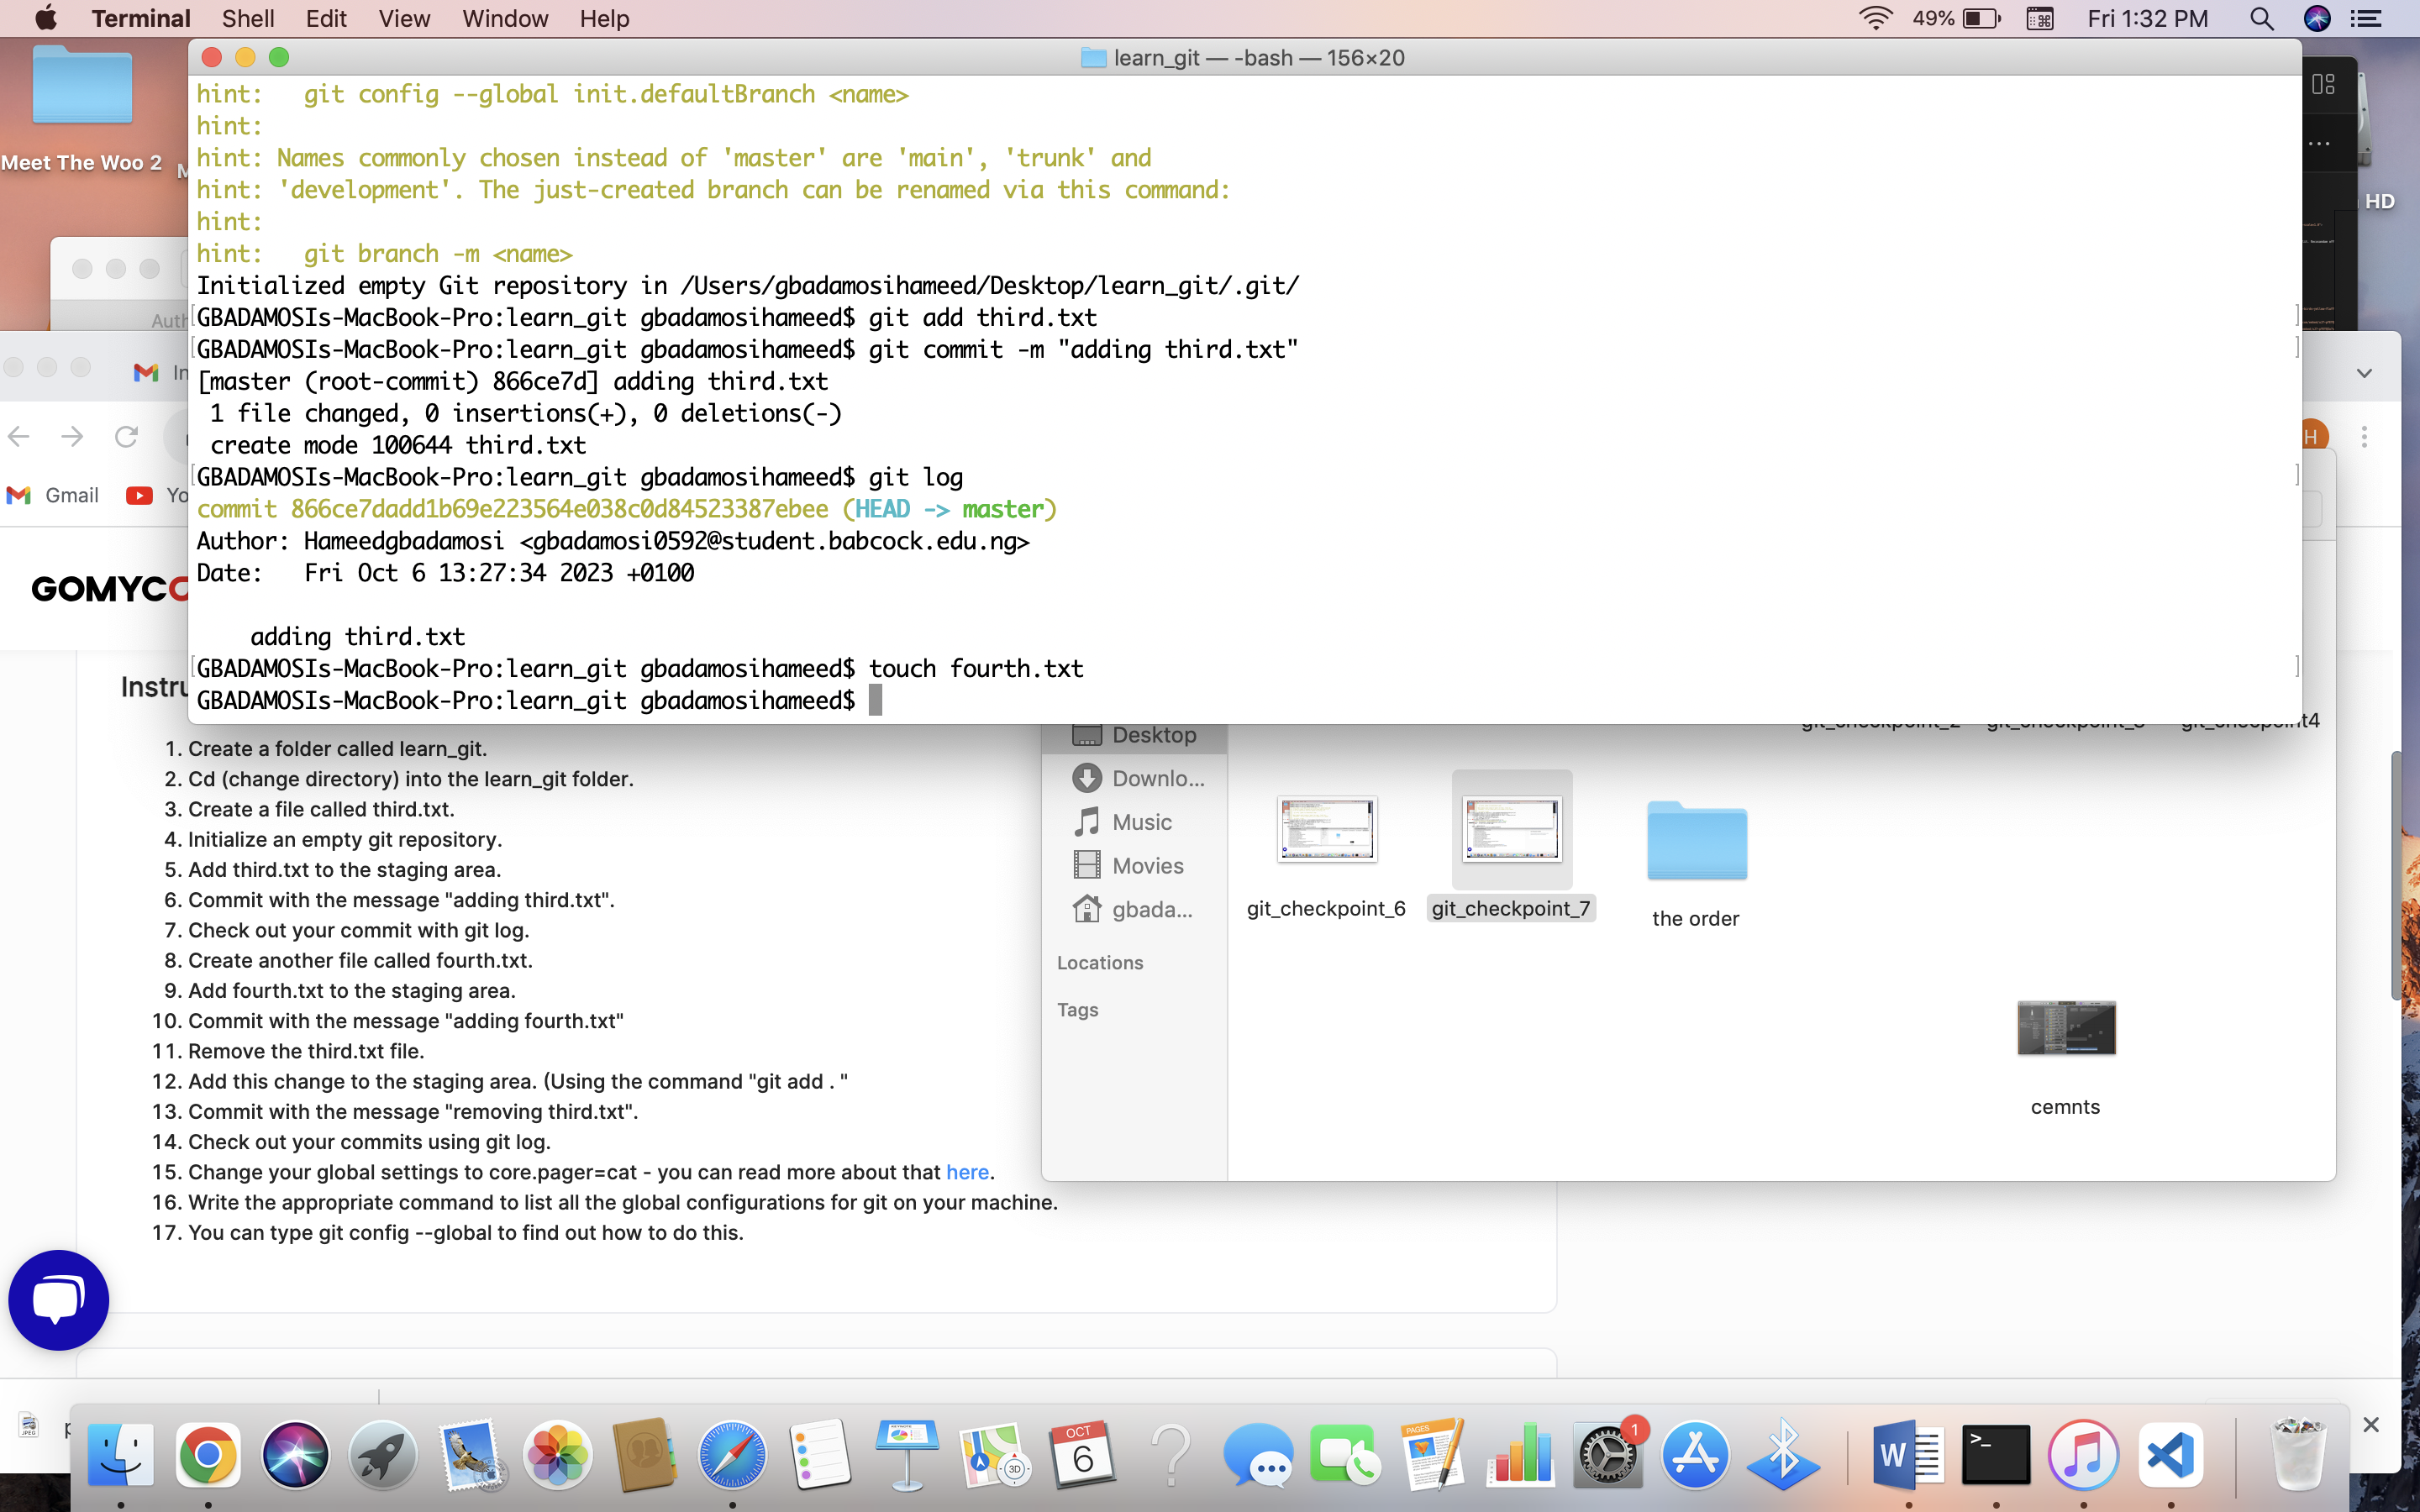 Terminal Shell Edit View Window Help 49% Fri 1:32 PM
Meet The Woo 2
HD
learn_git — -bash — 156×20
hint:   git config --global init.defaultBranch <name>
hint:
hint: Names commonly chosen instead of 'master' are 'main', 'trunk' and
hint: 'development'. The just-created branch can be renamed via this command:
hint:
hint:   git branch -m <name>
Initialized empty Git repository in /Users/gbadamosihameed/Desktop/learn_git/.git/
GBADAMOSIs-MacBook-Pro:learn_git gbadamosihameed$ git add third.txt
GBADAMOSIs-MacBook-Pro:learn_git gbadamosihameed$ git commit -m "adding third.txt"
[master (root-commit) 866ce7d] adding third.txt
 1 file changed, 0 insertions(+), 0 deletions(-)
 create mode 100644 third.txt
GBADAMOSIs-MacBook-Pro:learn_git gbadamosihameed$ git log
commit 866ce7dadd1b69e223564e038c0d84523387ebee (HEAD -> master)
Author: Hameedgbadamosi <gbadamosi0592@student.babcock.edu.ng>
Date:   Fri Oct 6 13:27:34 2023 +0100
    adding third.txt
GBADAMOSIs-MacBook-Pro:learn_git gbadamosihameed$ touch fourth.txt
GBADAMOSIs-MacBook-Pro:learn_git gbadamosihameed$
Auth
In
H
Gmail Yo
GOMYCO
Instru
1. Create a folder called learn_git.
2. Cd (change directory) into the learn_git folder.
3. Create a file called third.txt.
4. Initialize an empty git repository.
5. Add third.txt to the staging area.
6. Commit with the message "adding third.txt".
7. Check out your commit with git log.
8. Create another file called fourth.txt.
9. Add fourth.txt to the staging area.
10. Commit with the message "adding fourth.txt"
11. Remove the third.txt file.
12. Add this change to the staging area. (Using the command "git add . "
13. Commit with the message "removing third.txt".
14. Check out your commits using git log.
15. Change your global settings to core.pager=cat - you can read more about that here.
16. Write the appropriate command to list all the global configurations for git on your machine.
17. You can type git config --global to find out how to do this.
git_checkpoint_2 git_checkpoint_3 git_checkpoint4
Desktop
Downlo...
Music
Movies
gbada...
Locations
Tags
git_checkpoint_6 git_checkpoint_7 the order
cemnts
JPEG
OCT
6
3D
PAGES
1
W
>_